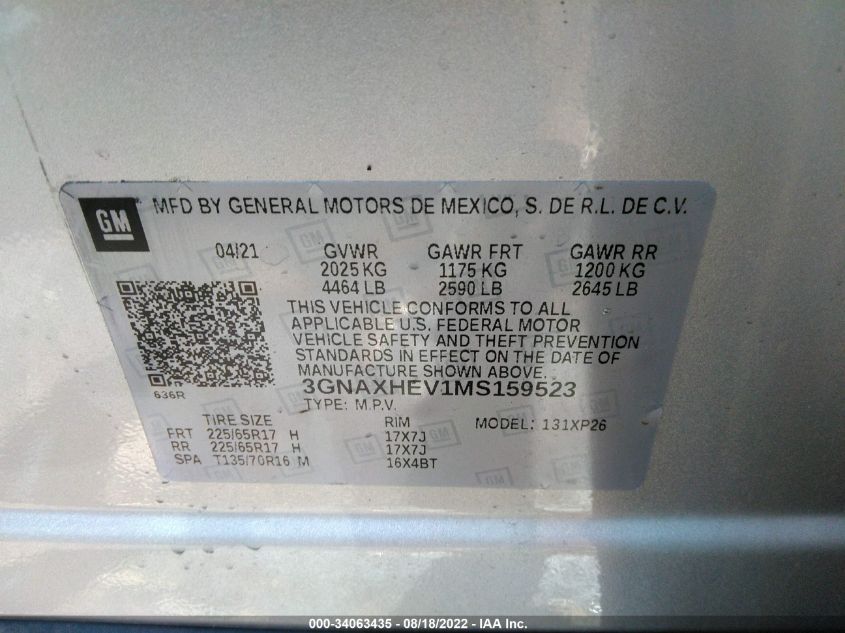 GM MFD BY GENERAL MOTORS DE MEXICO, S. DE R.L. DE C.V.
04/21 GVWR GAWR FRT GAWR RR
2025 KG 1175 KG 1200 KG
4464 LB 2590 LB 2645 LB
THIS VEHICLE CONFORMS TO ALL
APPLICABLE U.S. FEDERAL MOTOR
VEHICLE SAFETY AND THEFT PREVENTION
STANDARDS IN EFFECT ON THE DATE OF
MANUFACTURE SHOWN ABOVE.
636R 3GNAXHEV1MS159523
TYPE: M.P.V.
TIRE SIZE RIM MODEL: 131XP26
FRT 225/65R17 H 17X7J
RR 225/65R17 H 17X7J
SPA T135/70R16 M 16X4BT
000-34063435 - 08/18/2022 - IAA Inc.